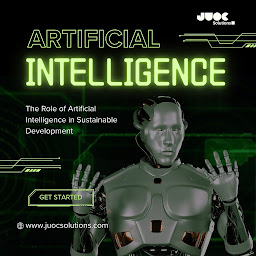 JUOC
Solutions
ARTIFICIAL
INTELLIGENCE
The Role of Artificial
Intelligence in Sustainable
Development
GET STARTED
www.juocsolutions.com